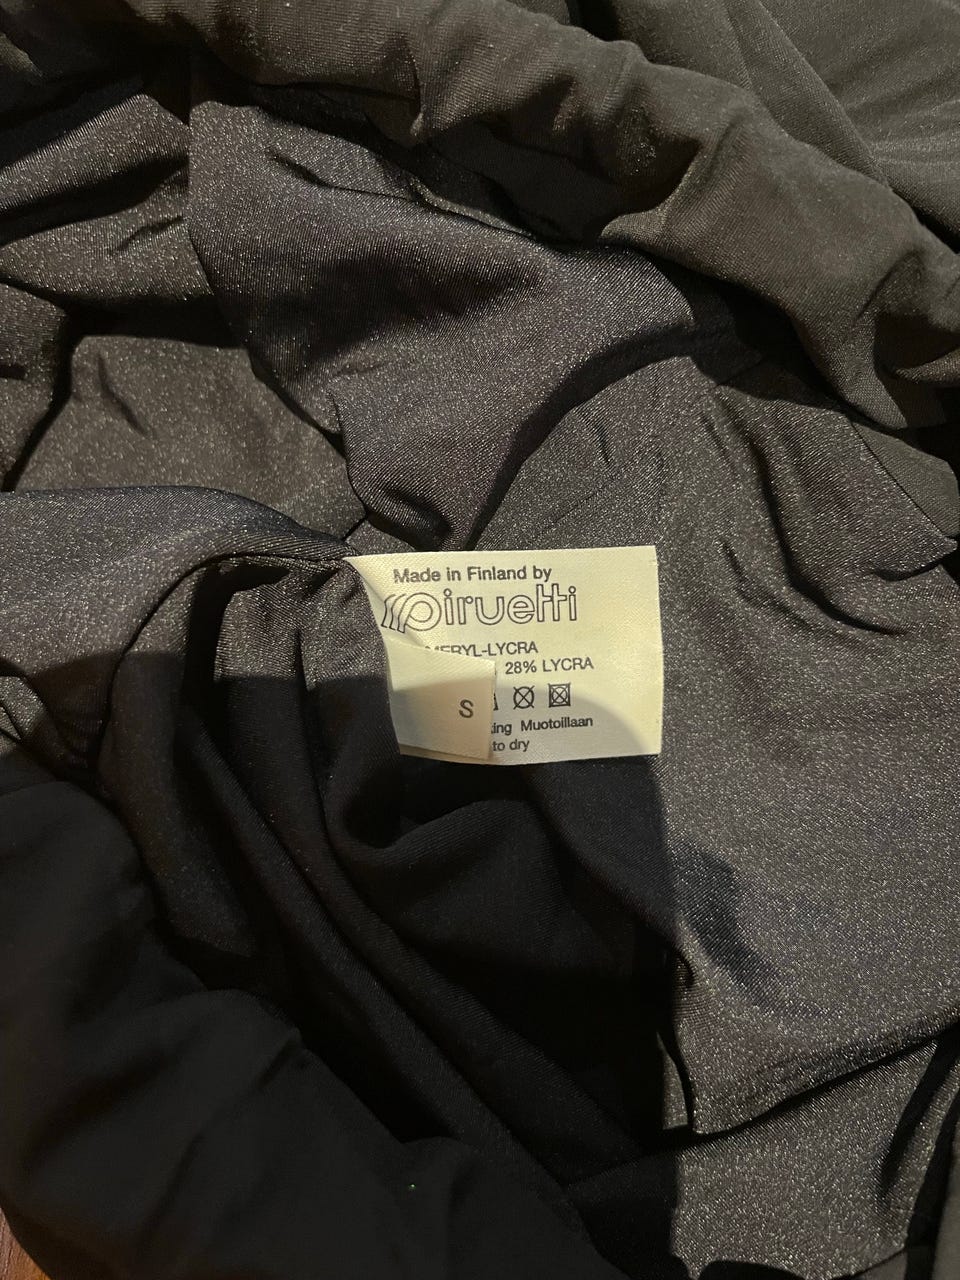 Made in Finland by
Piruetti
MERYL-LYCRA
28% LYCRA
S
Muotoillaan
to dry